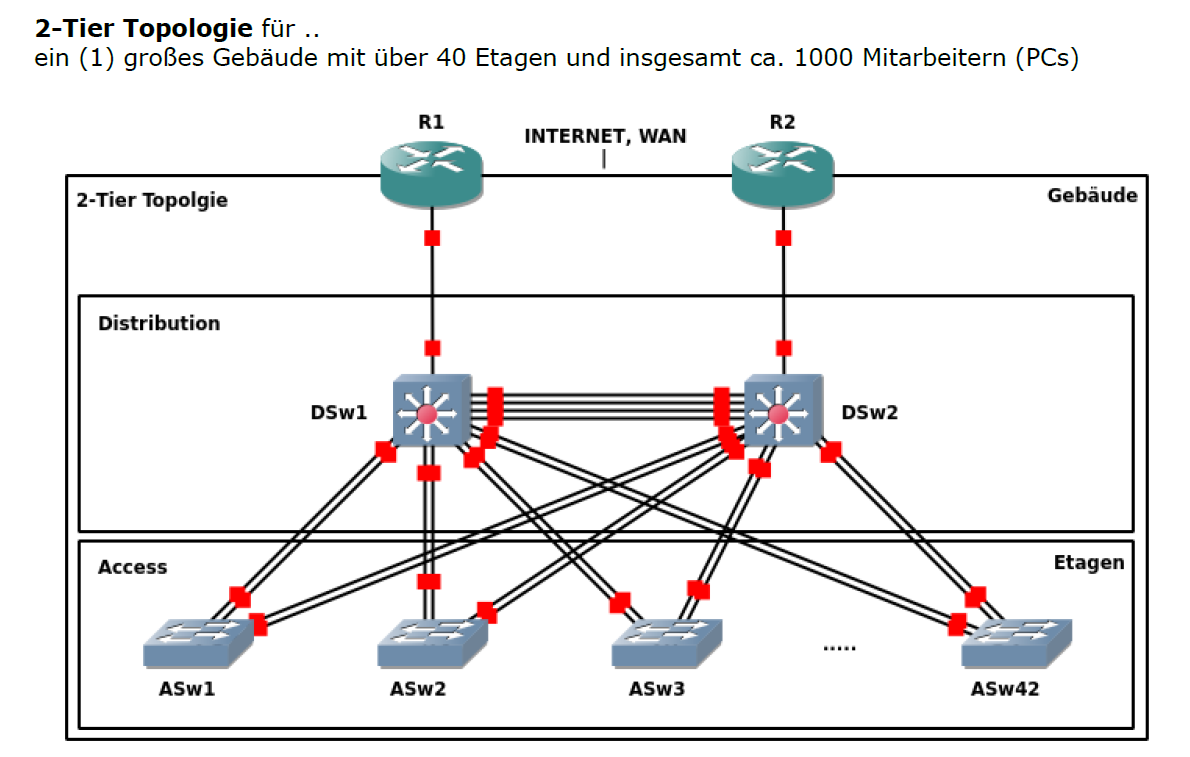 2-Tier Topologie für ..
ein (1) großes Gebäude mit über 40 Etagen und insgesamt ca. 1000 Mitarbeitern (PCs)
R1
INTERNET, WAN
R2
2-Tier Topolgie
Gebäude
Distribution
DSw1
DSw2
Access
Etagen
.....
ASw1
ASw2
ASw3
ASw42